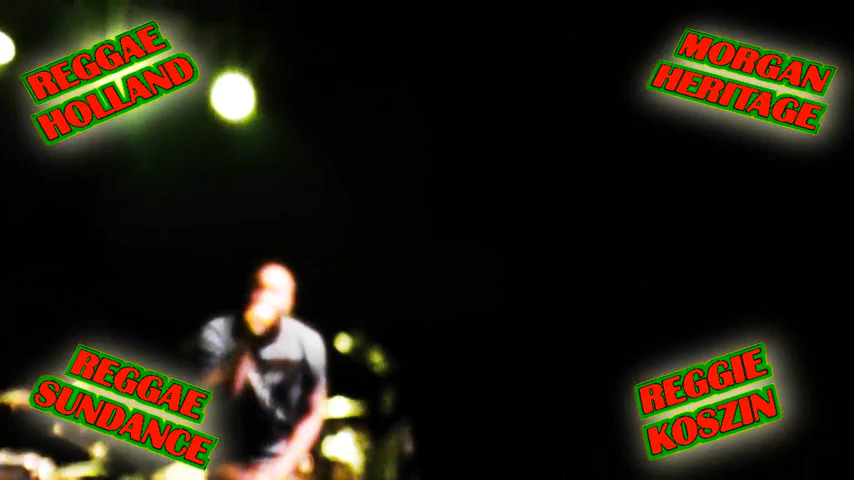 REGGAE
HOLLAND
MORGAN
HERITAGE
REGGAE
SUNDANCE
REGGIE
KOSZIN